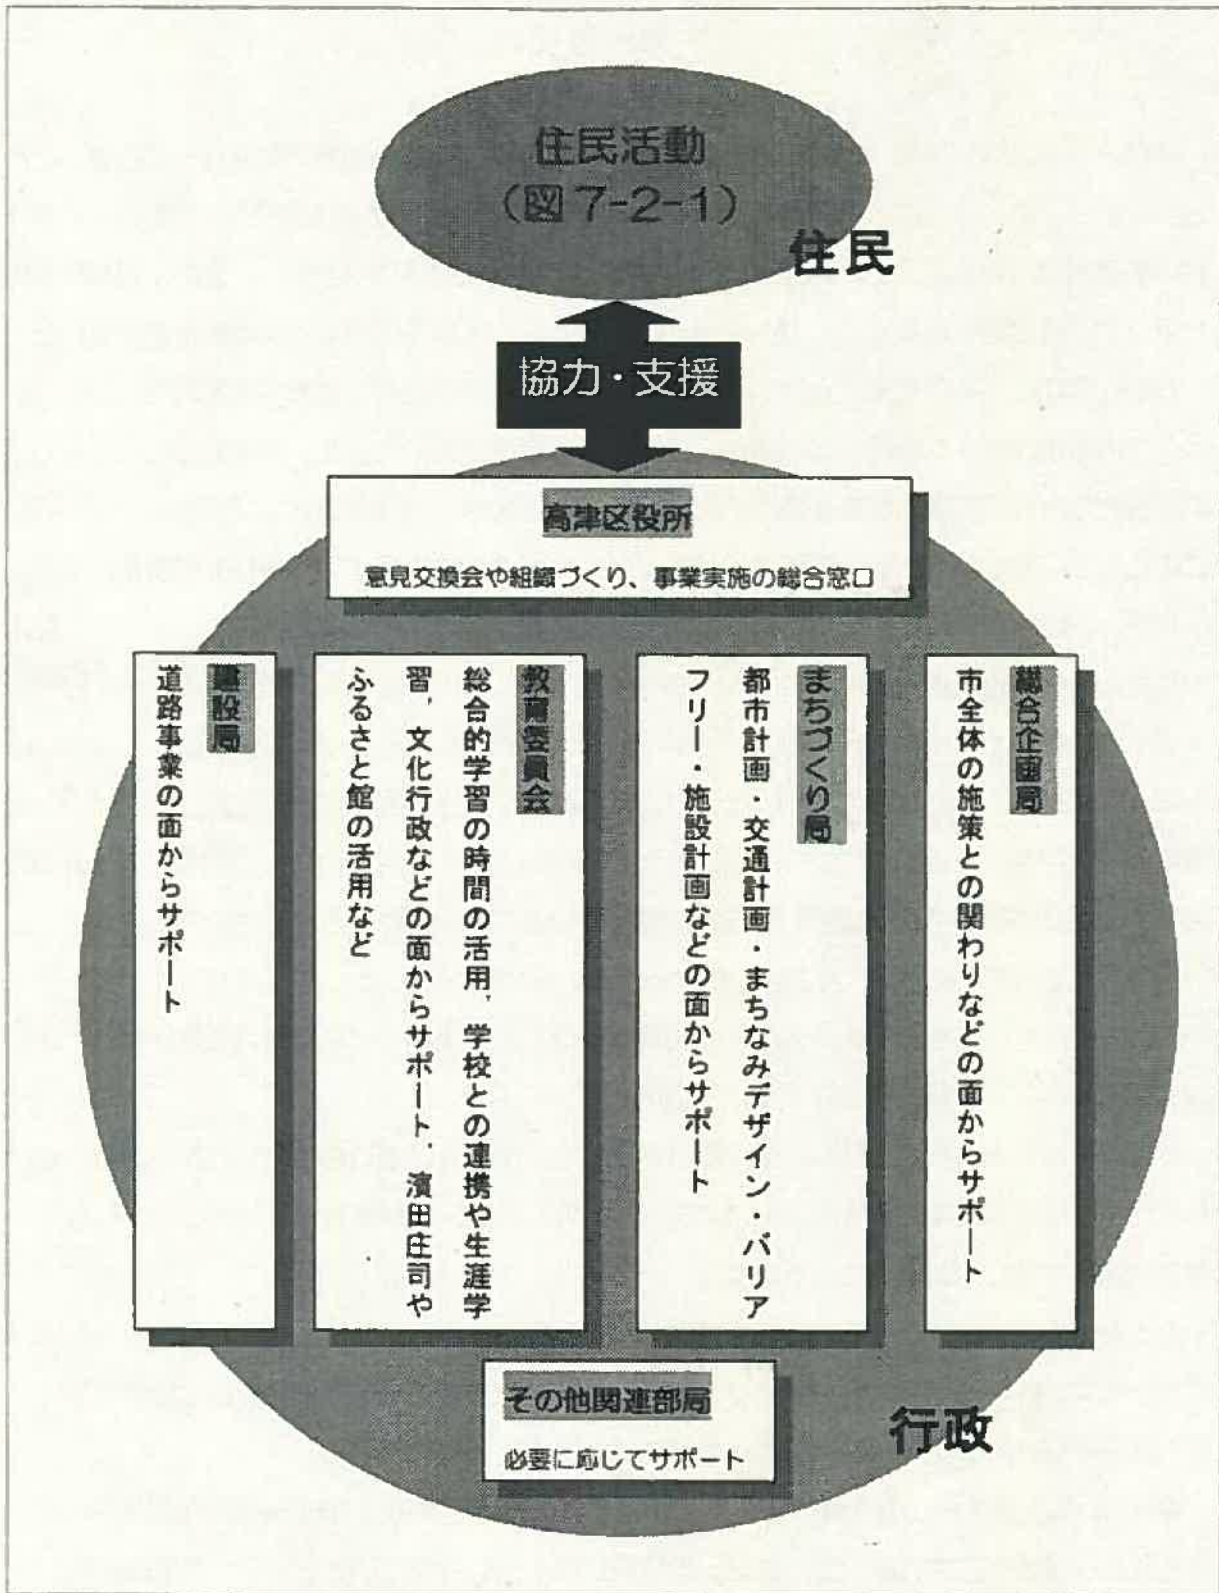 住民活動
（図7-2-1）
住民
協力・支援
高津区役所
意見交換会や組織づくり、事業実施の総合窓口
総合企画局
市全体の施策との関わりなどの面からサポート
まちづくり局
都市計画・交通計画・まちなみデザイン・バリア
フリー・施設計画などの面からサポート
教育委員会
総合的学習の時間の活用，学校との連携や生涯学
習，文化行政などの面からサポート，濱田庄司や
ふるさと館の活用など
建設局
道路事業の面からサポート
その他関連部局
必要に応じてサポート
行政